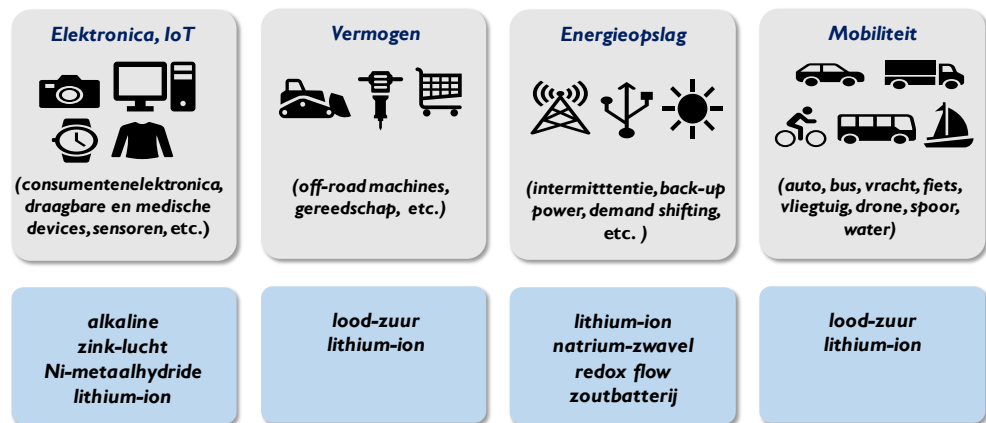 Elektronica, IoT
(consumentenelektronica,
draagbare en medische
devices, sensoren, etc.)
Vermogen
(off-road machines,
gereedschap, etc.)
Energieopslag
(intermitttentie, back-up
power, demand shifting,
etc. )
Mobiliteit
(auto, bus, vracht, fiets,
vliegtuig, drone, spoor,
water)
alkaline
zink-lucht
Ni-metaalhydride
lithium-ion
lood-zuur
lithium-ion
lithium-ion
natrium-zwavel
redox flow
zoutbatterij
lood-zuur
lithium-ion